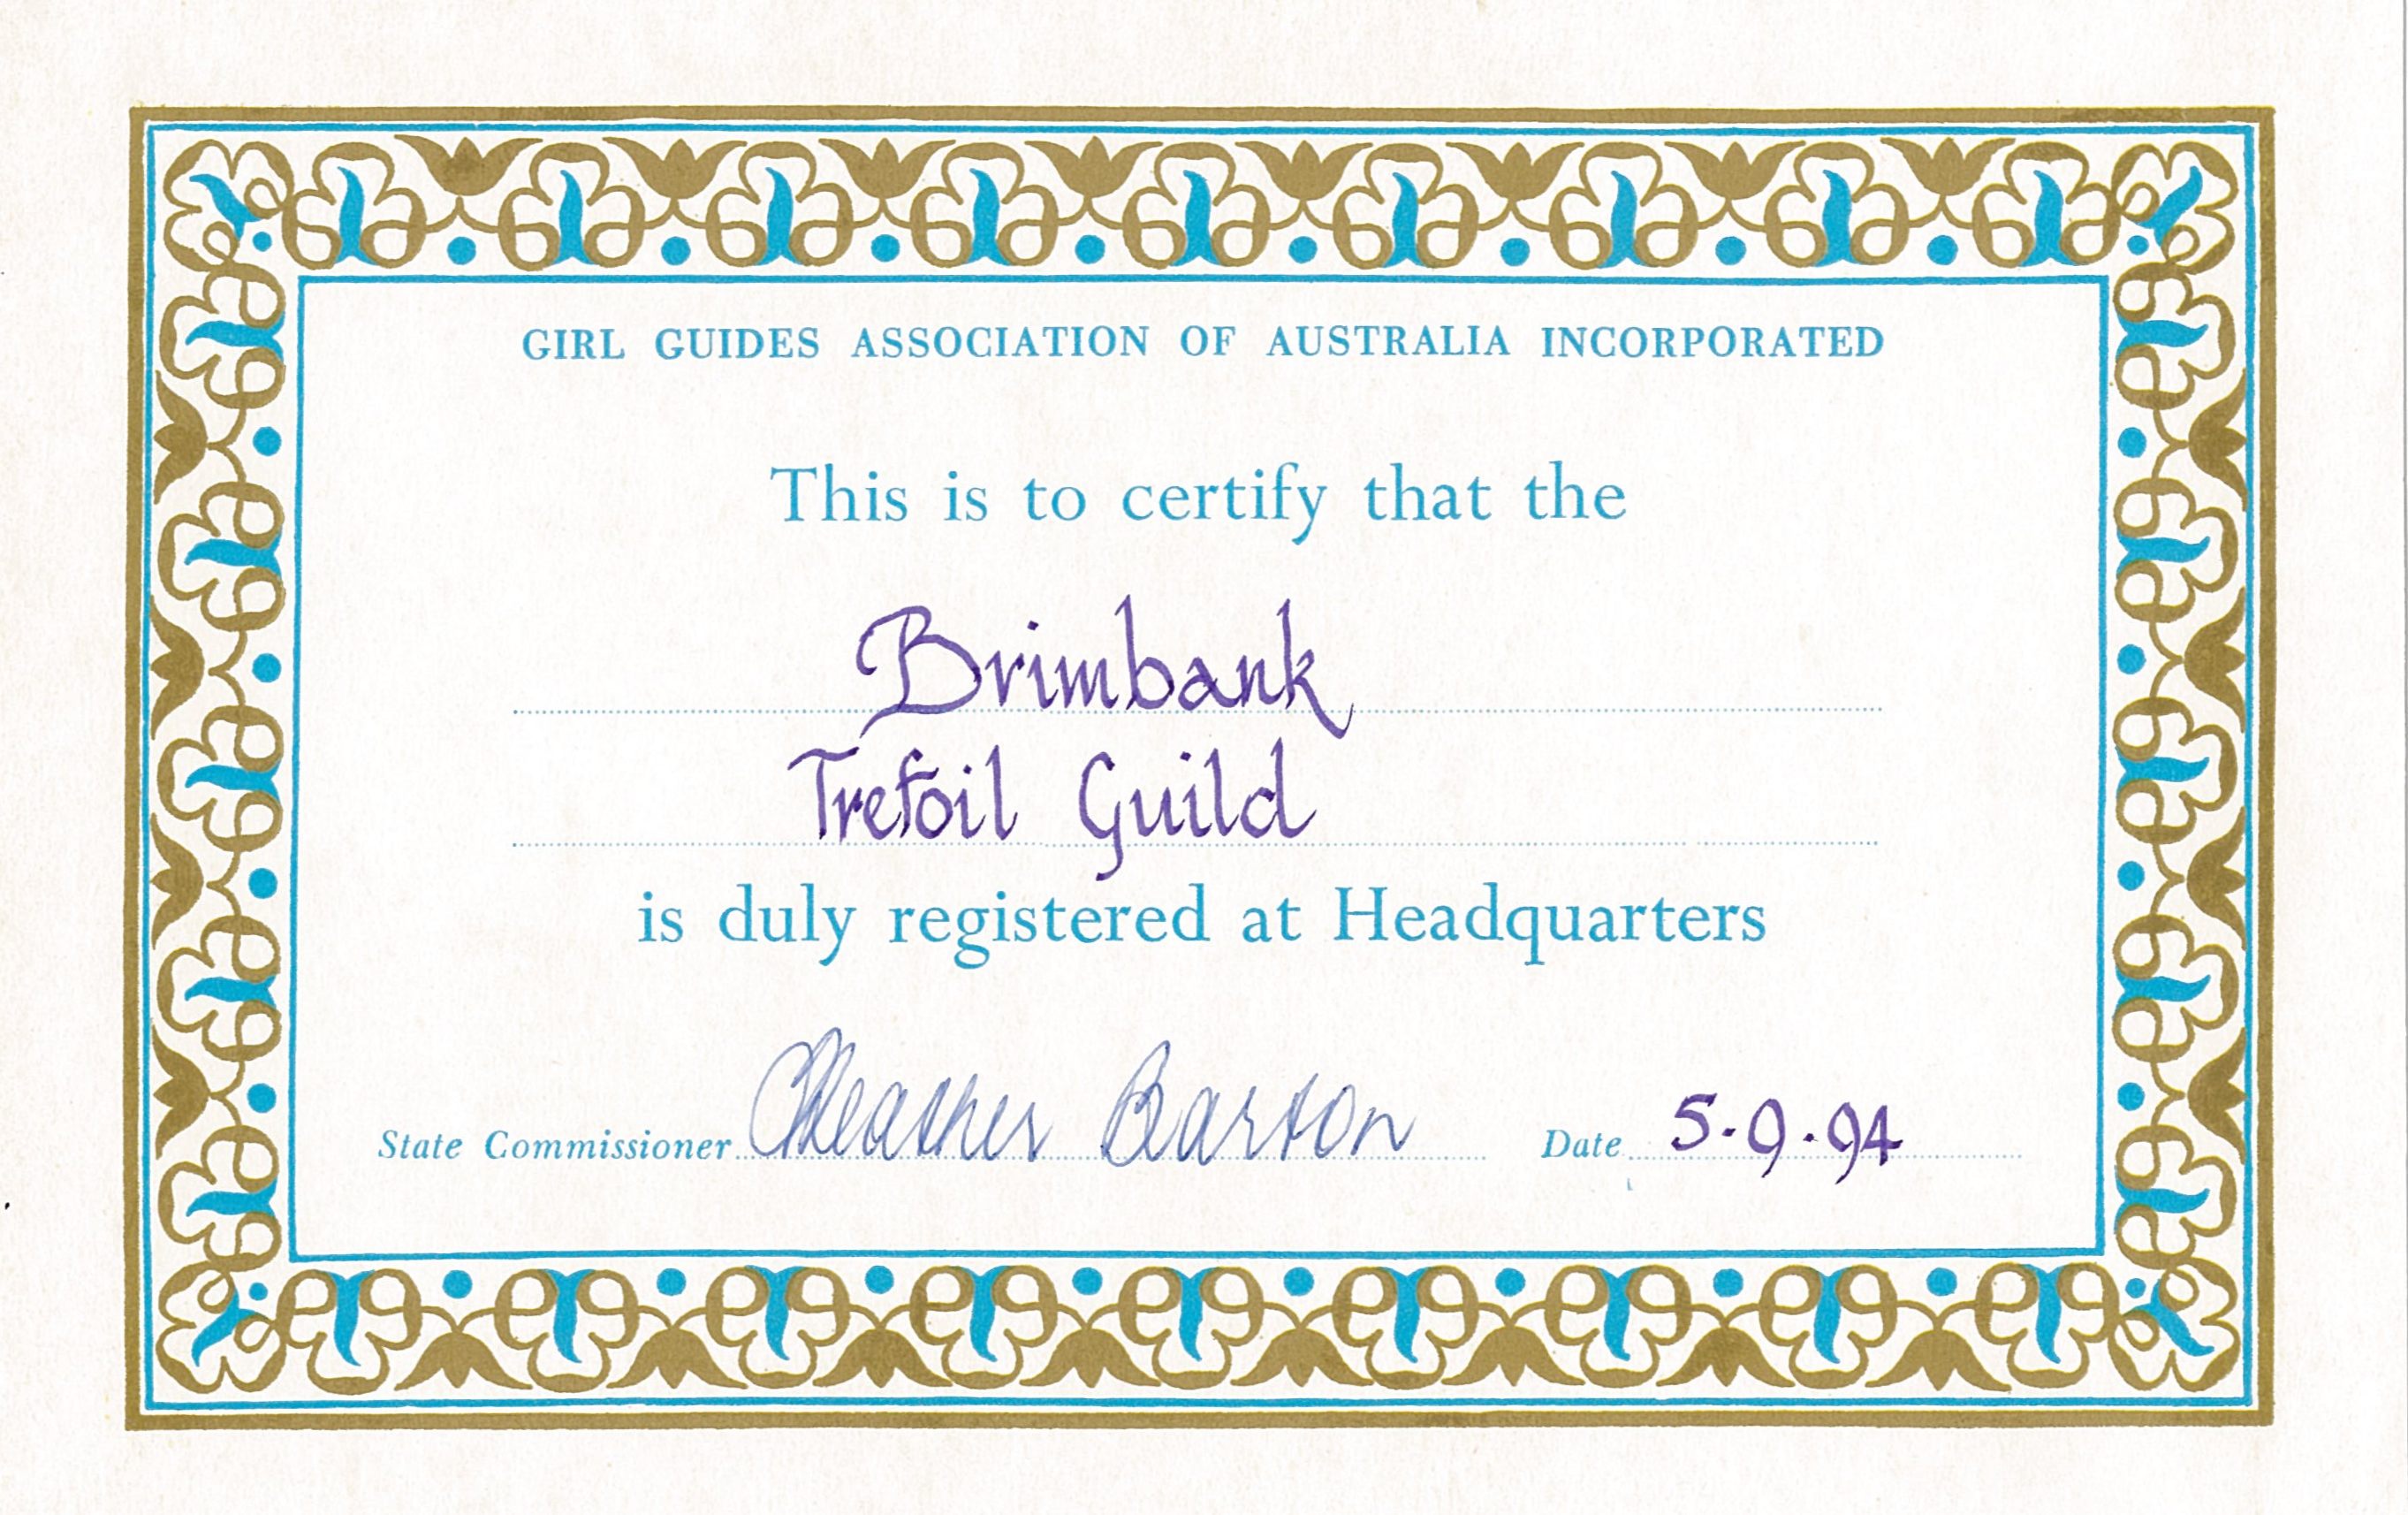 GIRL GUIDES ASSOCIATION OF AUSTRALIA INCORPORATED
This is to certify that the
Brimbank
Trefoil Guild
is duly registered at Headquarters
State Commissioner Heather Barton Date 5.9.94